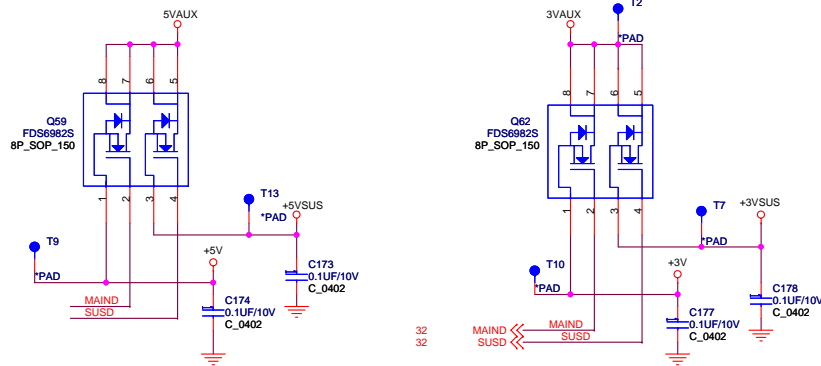 5VAUX
8
7
6
5
Q59
FDS6982S
8P_SOP_150
1
2
3
4
T13
*PAD
+5VSUS
T9
*PAD
+5V
C173
0.1UF/10V
C_0402
C174
0.1UF/10V
C_0402
MAIND
SUSD
T2
3VAUX
*PAD
8
7
6
5
Q62
FDS6982S
8P_SOP_150
1
2
3
4
T7
*PAD
+3VSUS
T10
*PAD
+3V
C178
0.1UF/10V
C_0402
C177
0.1UF/10V
C_0402
32 MAIND MAIND
32 SUSD SUSD